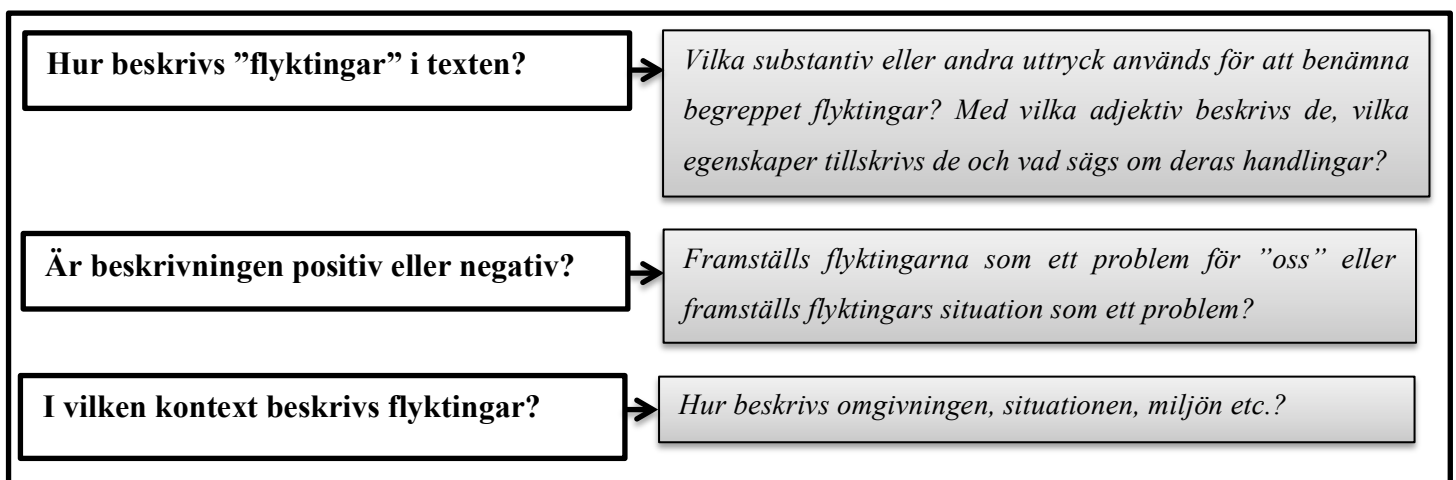 Hur beskrivs ”flyktingar” i texten?
Vilka substantiv eller andra uttryck används för att benämna
begreppet flyktingar? Med vilka adjektiv beskrivs de, vilka
egenskaper tillskrivs de och vad sägs om deras handlingar?
Är beskrivningen positiv eller negativ?
Framställs flyktingarna som ett problem för ”oss” eller
framställs flyktingars situation som ett problem?
I vilken kontext beskrivs flyktingar?
Hur beskrivs omgivningen, situationen, miljön etc.?